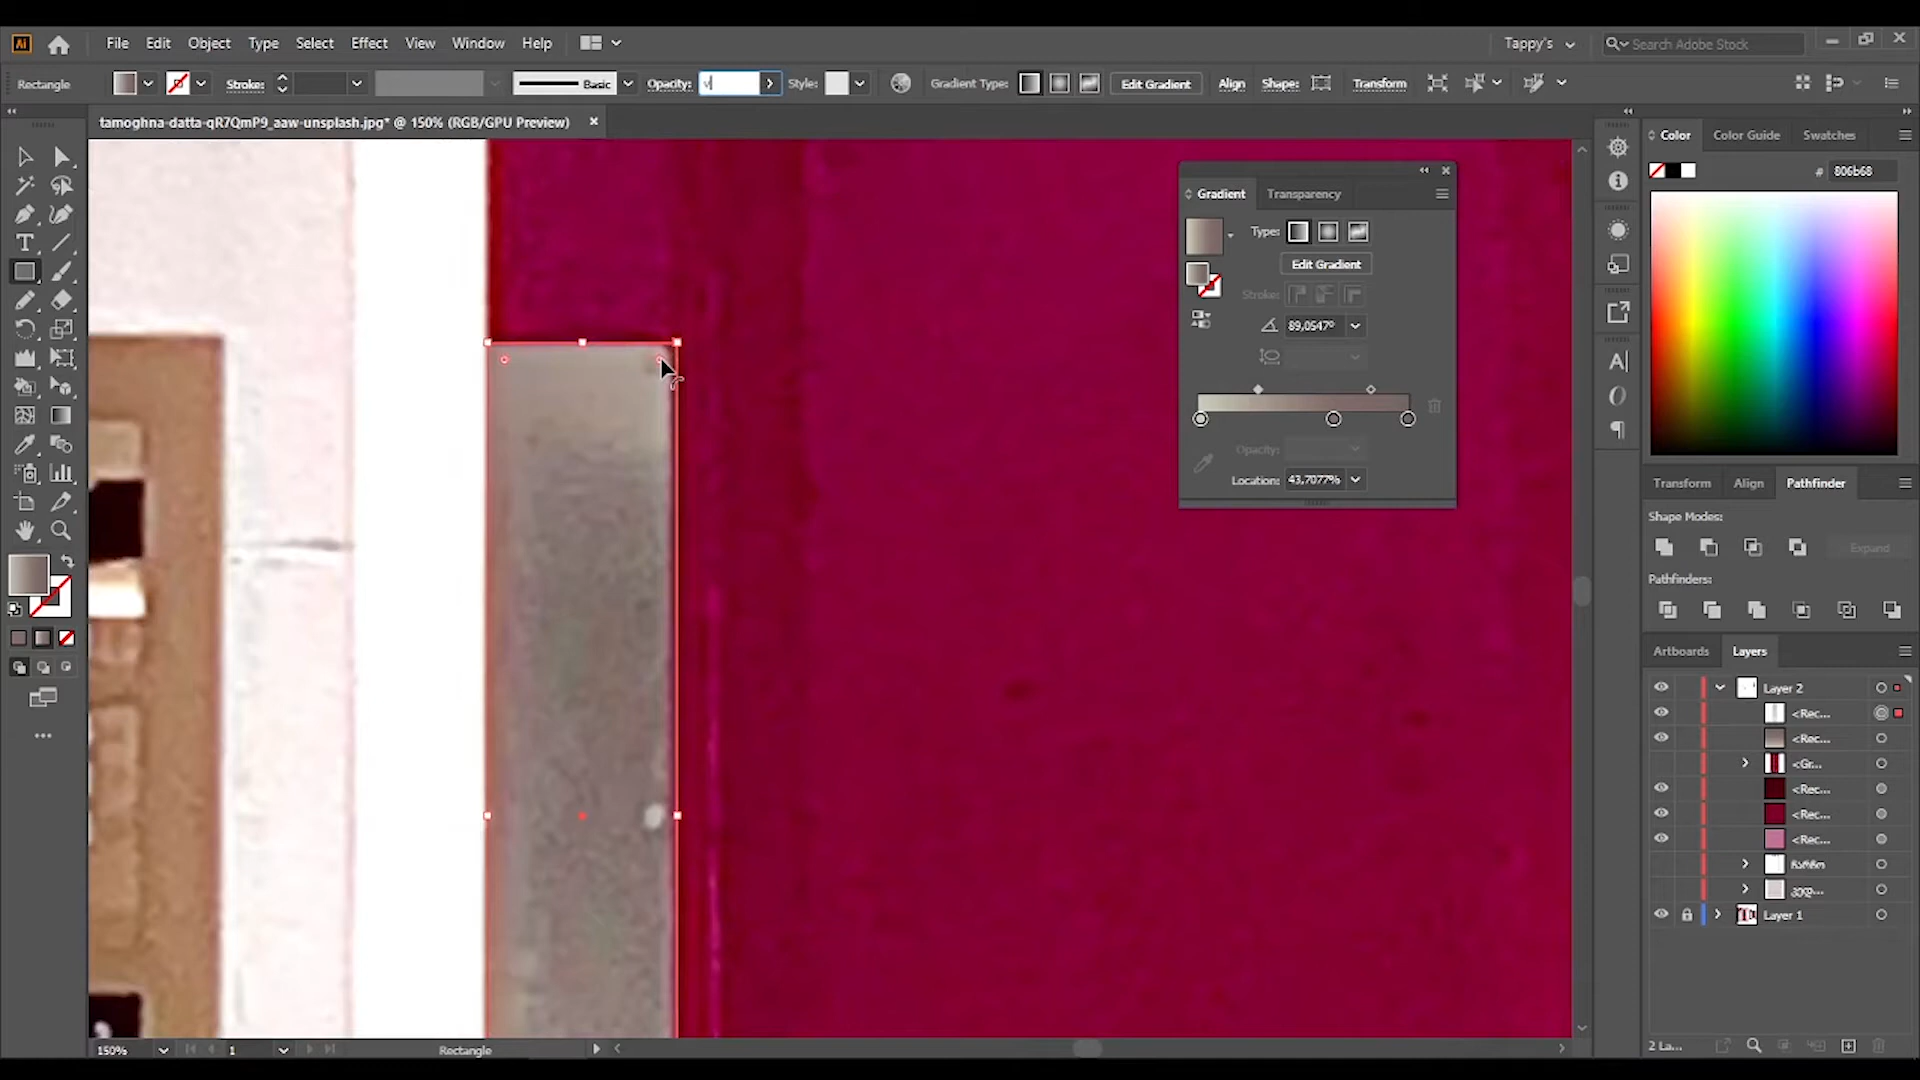 Ai File Edit Object Type Select Effect View Window Help Tappy's Search Adobe Stock
Rectangle Stroke: Basic Opacity: v Style: Gradient Type: Edit Gradient Align Shape: Transform
tamoghna-datta-qR7QmP9_aaw-unsplash.jpg* @ 150% (RGB/GPU Preview)
Color Color Guide Swatches
# 806b68
Gradient Transparency
Type:
Edit Gradient
Stroke:
89,0547°
Opacity:
Location: 43,7077%
Transform Align Pathfinder
Shape Modes:
Expand
Pathfinders:
Artboards Layers
Layer 2
<Rec...
<Rec...
<Gr...
<Rec...
<Rec...
<Rec...
Layer 1
150% 1 Rectangle
2 La...